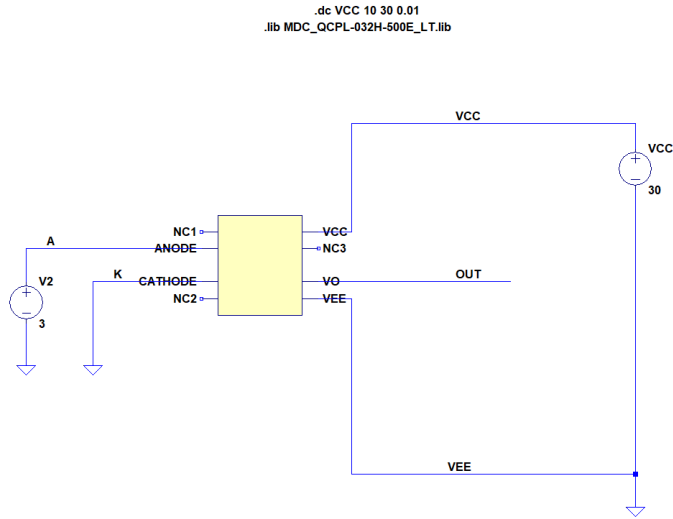 .dc VCC 10 30 0.01
.lib MDC_QCPL-032H-500E_LT.lib
VCC
VCC
30
NC1
VCC
A
ANODE
NC3
K
CATHODE
VO
OUT
V2
NC2
VEE
3
VEE